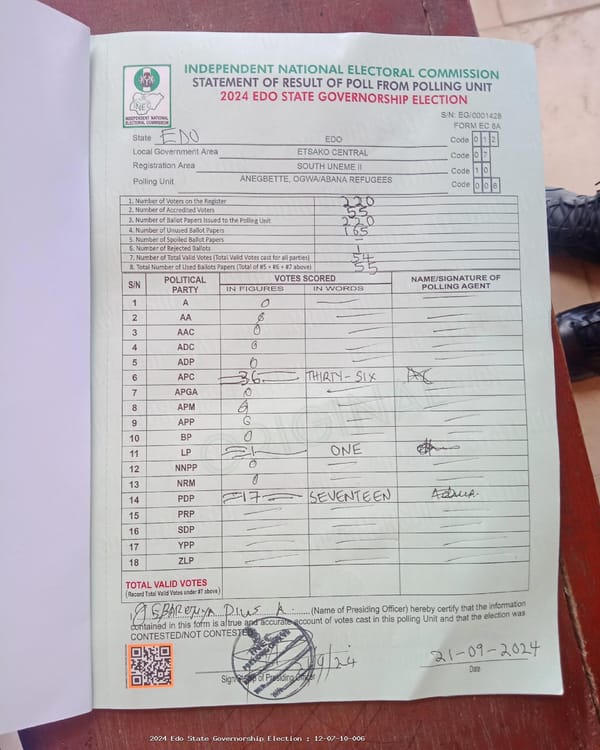 INDEPENDENT NATIONAL ELECTORAL COMMISSION
STATEMENT OF RESULT OF POLL FROM POLLING UNIT
2024 EDO STATE GOVERNORSHIP ELECTION
INEC
INDEPENDENT NATIONAL ELECTORAL COMMISSION
S/N: EG/0001428
FORM EC 8A
State EDO EDO Code 0 1 2
Local Government Area ETSAKO CENTRAL Code 0 7
Registration Area SOUTH UNEME II Code 1 0
Polling Unit ANEGBETTE, OGWA/ABANA REFUGEES Code 0 0 6
1. Number of Voters on the Register 220
2. Number of Accredited Voters 55
3. Number of Ballot Papers Issued to the Polling Unit 220
4. Number of Unused Ballot Papers 165
5. Number of Spoiled Ballot Papers –
6. Number of Rejected Ballots 1
7. Number of Total Valid Votes (Total Valid Votes cast for all parties) 54
8. Total Number of Used Ballots Papers (Total of #5 + #6 + #7 above) 55
S/N POLITICAL PARTY VOTES SCORED NAME/SIGNATURE OF POLLING AGENT
IN FIGURES IN WORDS
1 A 0
2 AA 0
3 AAC 0
4 ADC 0
5 ADP 0
6 APC 36 THIRTY-SIX
7 APGA 0
8 APM 0
9 APP 0
10 BP 0
11 LP 1 ONE
12 NNPP 0
13 NRM 0
14 PDP 17 SEVENTEEN
15 PRP
16 SDP
17 YPP
18 ZLP
TOTAL VALID VOTES
(Record Total Valid Votes under #7 above)
I Pius A. (Name of Presiding Officer) hereby certify that the information
contained in this form is a true and accurate account of votes cast in this polling Unit and that the election was
CONTESTED/NOT CONTESTED
INEC
Signature of Presiding Officer
21-09-2024
Date
2024 Edo State Governorship Election : 12-07-10-006